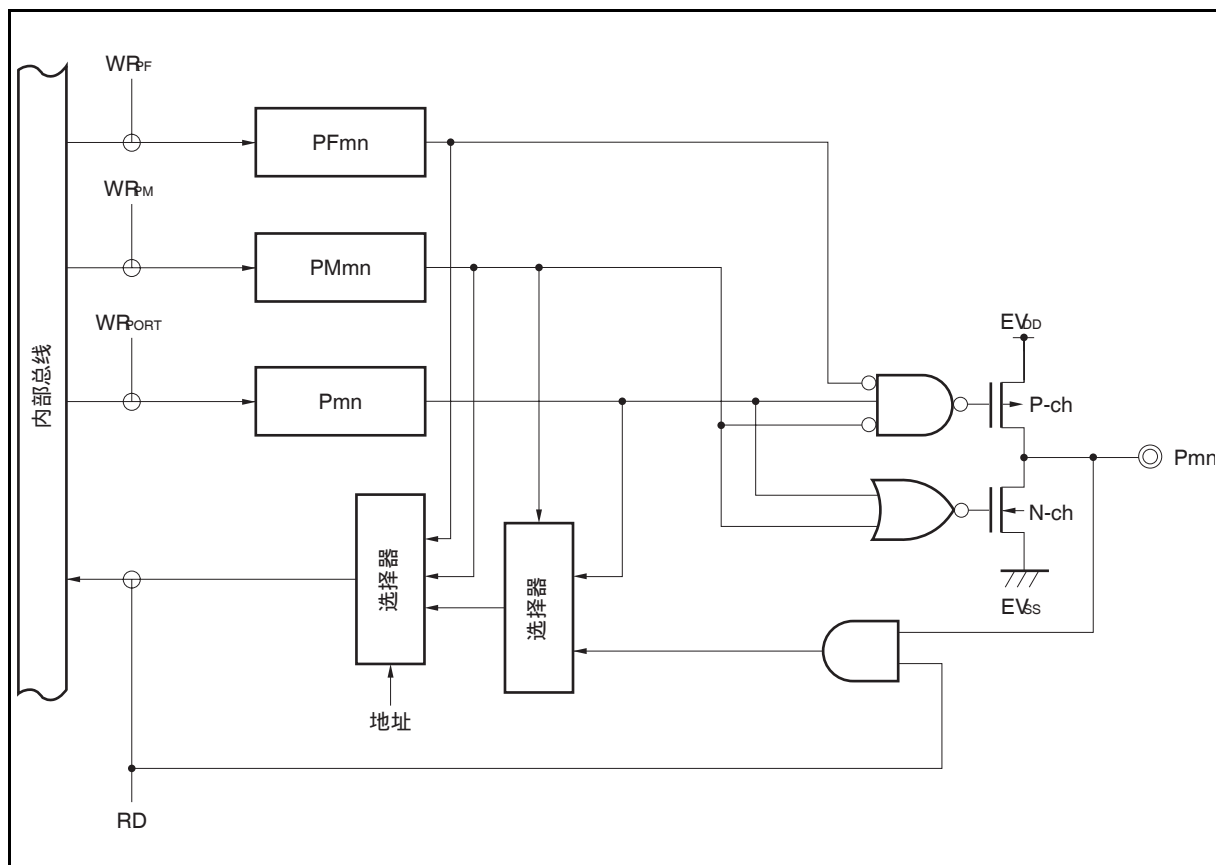 WRPF
PFmn
WRPM
PMmn
WRPORT
EVDD
内部总线
Pmn
P-ch
Pmn
N-ch
选择器
选择器
EVSS
地址
RD